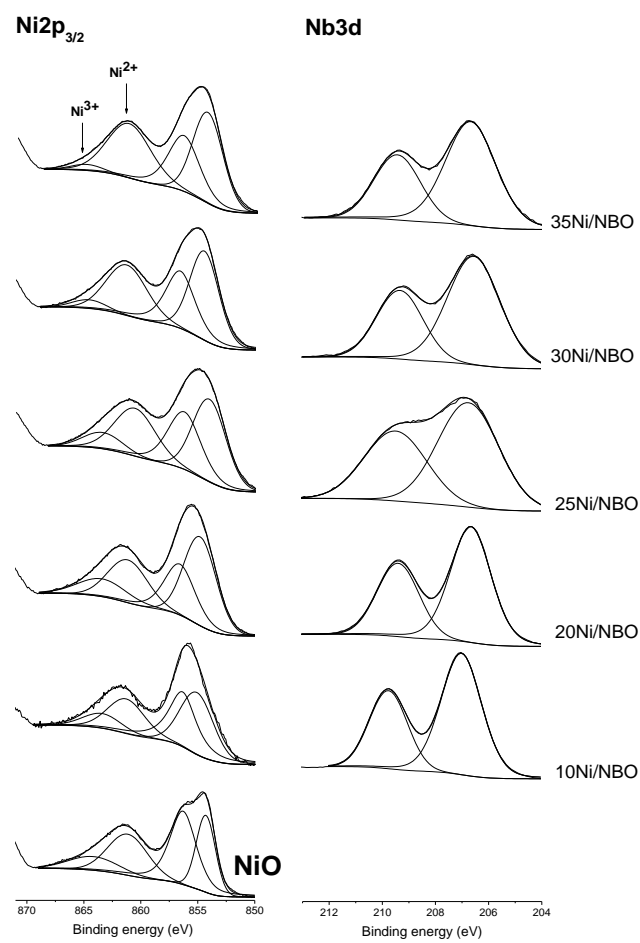 Ni2p3/2
Nb3d
Ni2+
Ni3+
35Ni/NBO
30Ni/NBO
25Ni/NBO
20Ni/NBO
10Ni/NBO
NiO
870 865 860 855 850
212 210 208 206 204
Binding energy (eV)
Binding energy (eV)